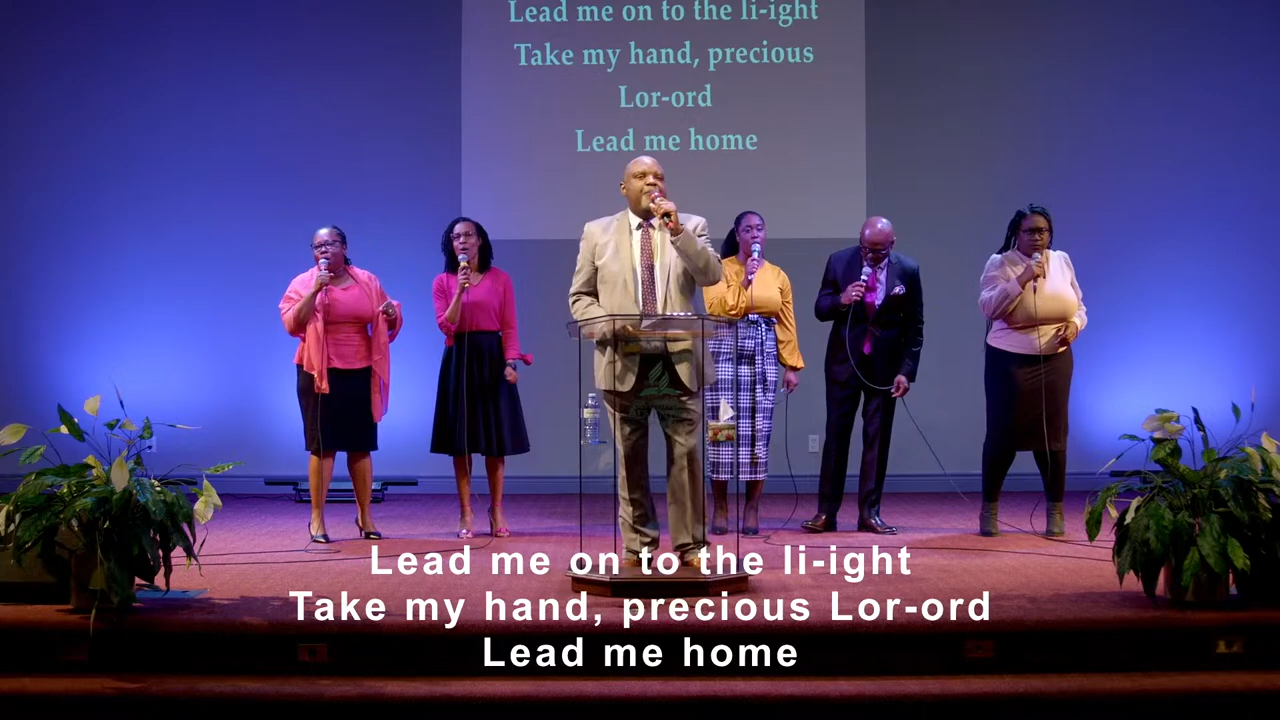 Lead me on to the li-ight
Take my hand, precious
Lor-ord
Lead me home
Lead me on to the li-ight
Take my hand, precious Lor-ord
Lead me home